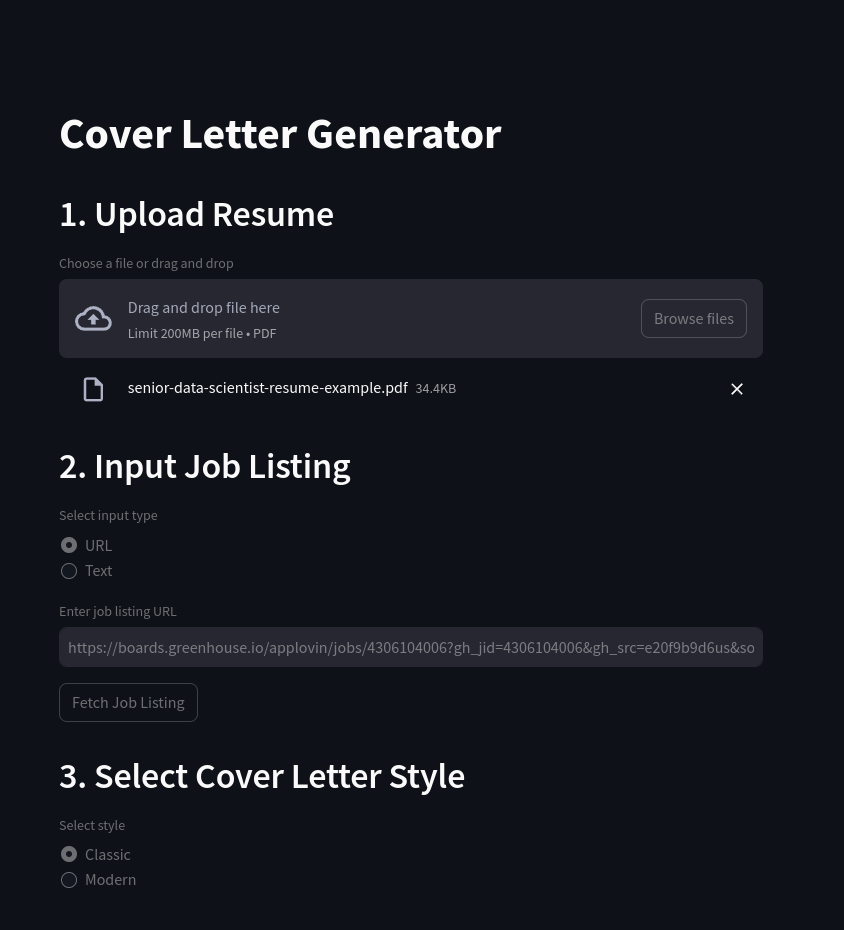 Cover Letter Generator
1. Upload Resume
Choose a file or drag and drop
Drag and drop file here
Limit 200MB per file • PDF
Browse files
senior-data-scientist-resume-example.pdf 34.4KB
2. Input Job Listing
Select input type
URL
Text
Enter job listing URL
https://boards.greenhouse.io/applovin/jobs/4306104006?gh_jid=4306104006&gh_src=e20f9b9d6us&so
Fetch Job Listing
3. Select Cover Letter Style
Select style
Classic
Modern